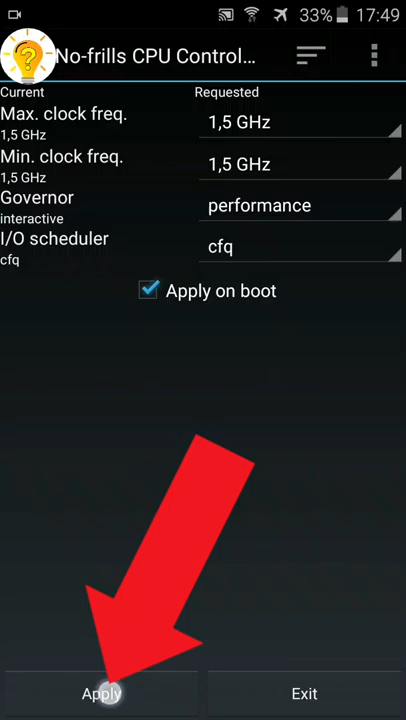 33% 17:49
No-frills CPU Control...
Current Requested
Max. clock freq.
1,5 GHz
1,5 GHz
Min. clock freq.
1,5 GHz
1,5 GHz
Governor
performance
interactive
I/O scheduler
cfq
cfq
Apply on boot
Apply Exit